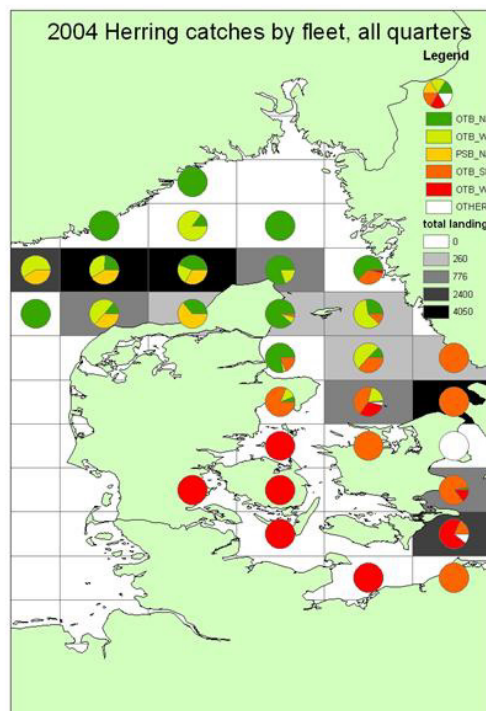 2004 Herring catches by fleet, all quarters
Legend
OTB_N
OTB_W
PSB_N
OTB_S
OTB_W
OTHER
total landing
0
260
776
2400
4050